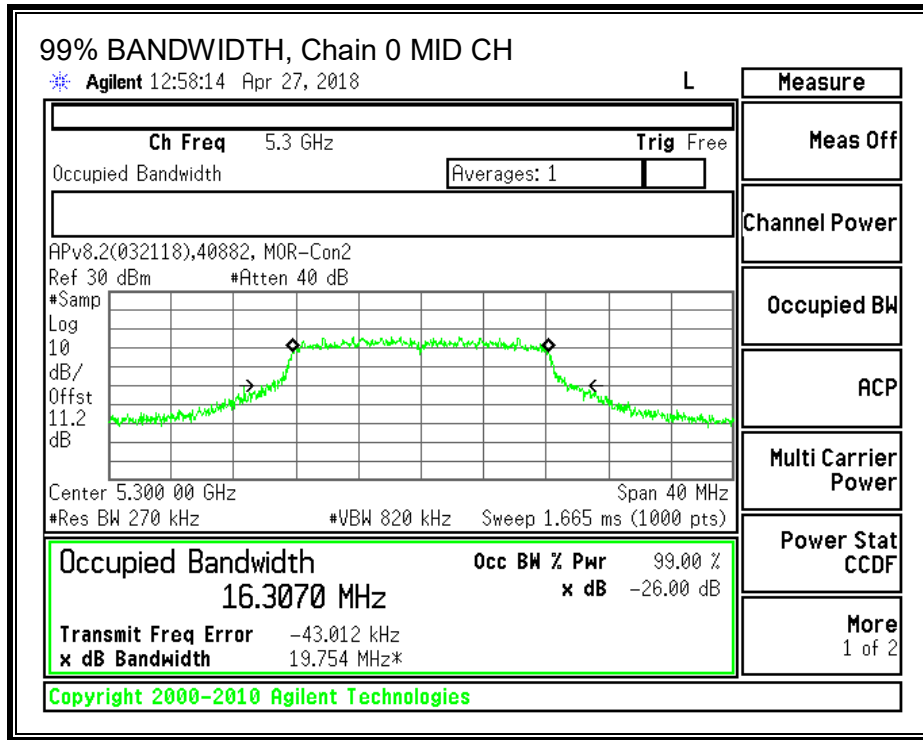 99% BANDWIDTH, Chain 0 MID CH
Agilent 12:58:14 Apr 27, 2018 L
Measure
Ch Freq 5.3 GHz Trig Free
Meas Off
Occupied Bandwidth Averages: 1
Channel Power
APv8.2(032118),40882, MOR-Con2
Ref 30 dBm #Atten 40 dB
#Samp
Log
10
dB/
Offst
11.2
dB
Occupied BW
ACP
Multi Carrier
Power
Center 5.300 00 GHz Span 40 MHz
#Res BW 270 kHz #VBW 820 kHz Sweep 1.665 ms (1000 pts)
Power Stat
CCDF
Occupied Bandwidth Occ BW % Pwr 99.00 %
16.3070 MHz x dB -26.00 dB
Transmit Freq Error -43.012 kHz
x dB Bandwidth 19.754 MHz*
More
1 of 2
Copyright 2000-2010 Agilent Technologies